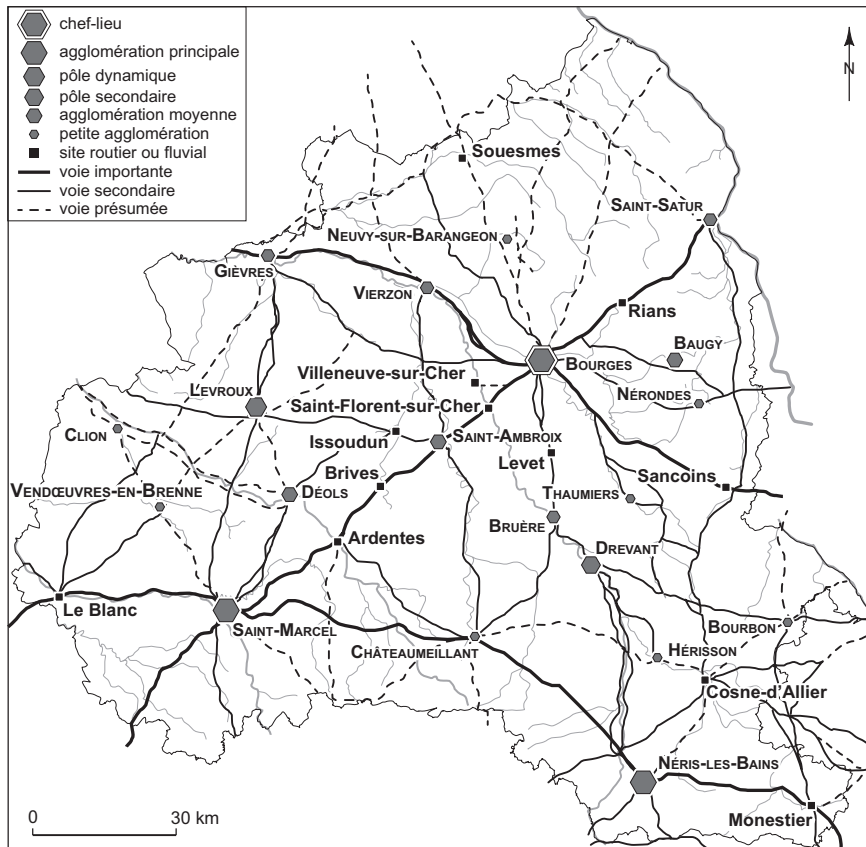 chef-lieu
agglomération principale
pôle dynamique
pôle secondaire
agglomération moyenne
petite agglomération
site routier ou fluvial
voie importante
voie secondaire
voie présumée
N
Souesmes
SAINT-SATUR
NEUVY-SUR-BARANGEON
GIÈVRES
VIERZON
Rians
BAUGY
BOURGES
Villeneuve-sur-Cher
NÉRONDES
LEVROUX
Saint-Florent-sur-Cher
CLION
Issoudun
SAINT-AMBROIX
Levet
Brives
Sancoins
VENDŒUVRES-EN-BRENNE
DÉOLS
THAUMIERS
BRUÈRE
Ardentes
DREVANT
Le Blanc
SAINT-MARCEL
BOURBON
CHÂTEAUMEILLANT
HÉRISSON
Cosne-d'Allier
NÉRIS-LES-BAINS
Monestier
0 30 km